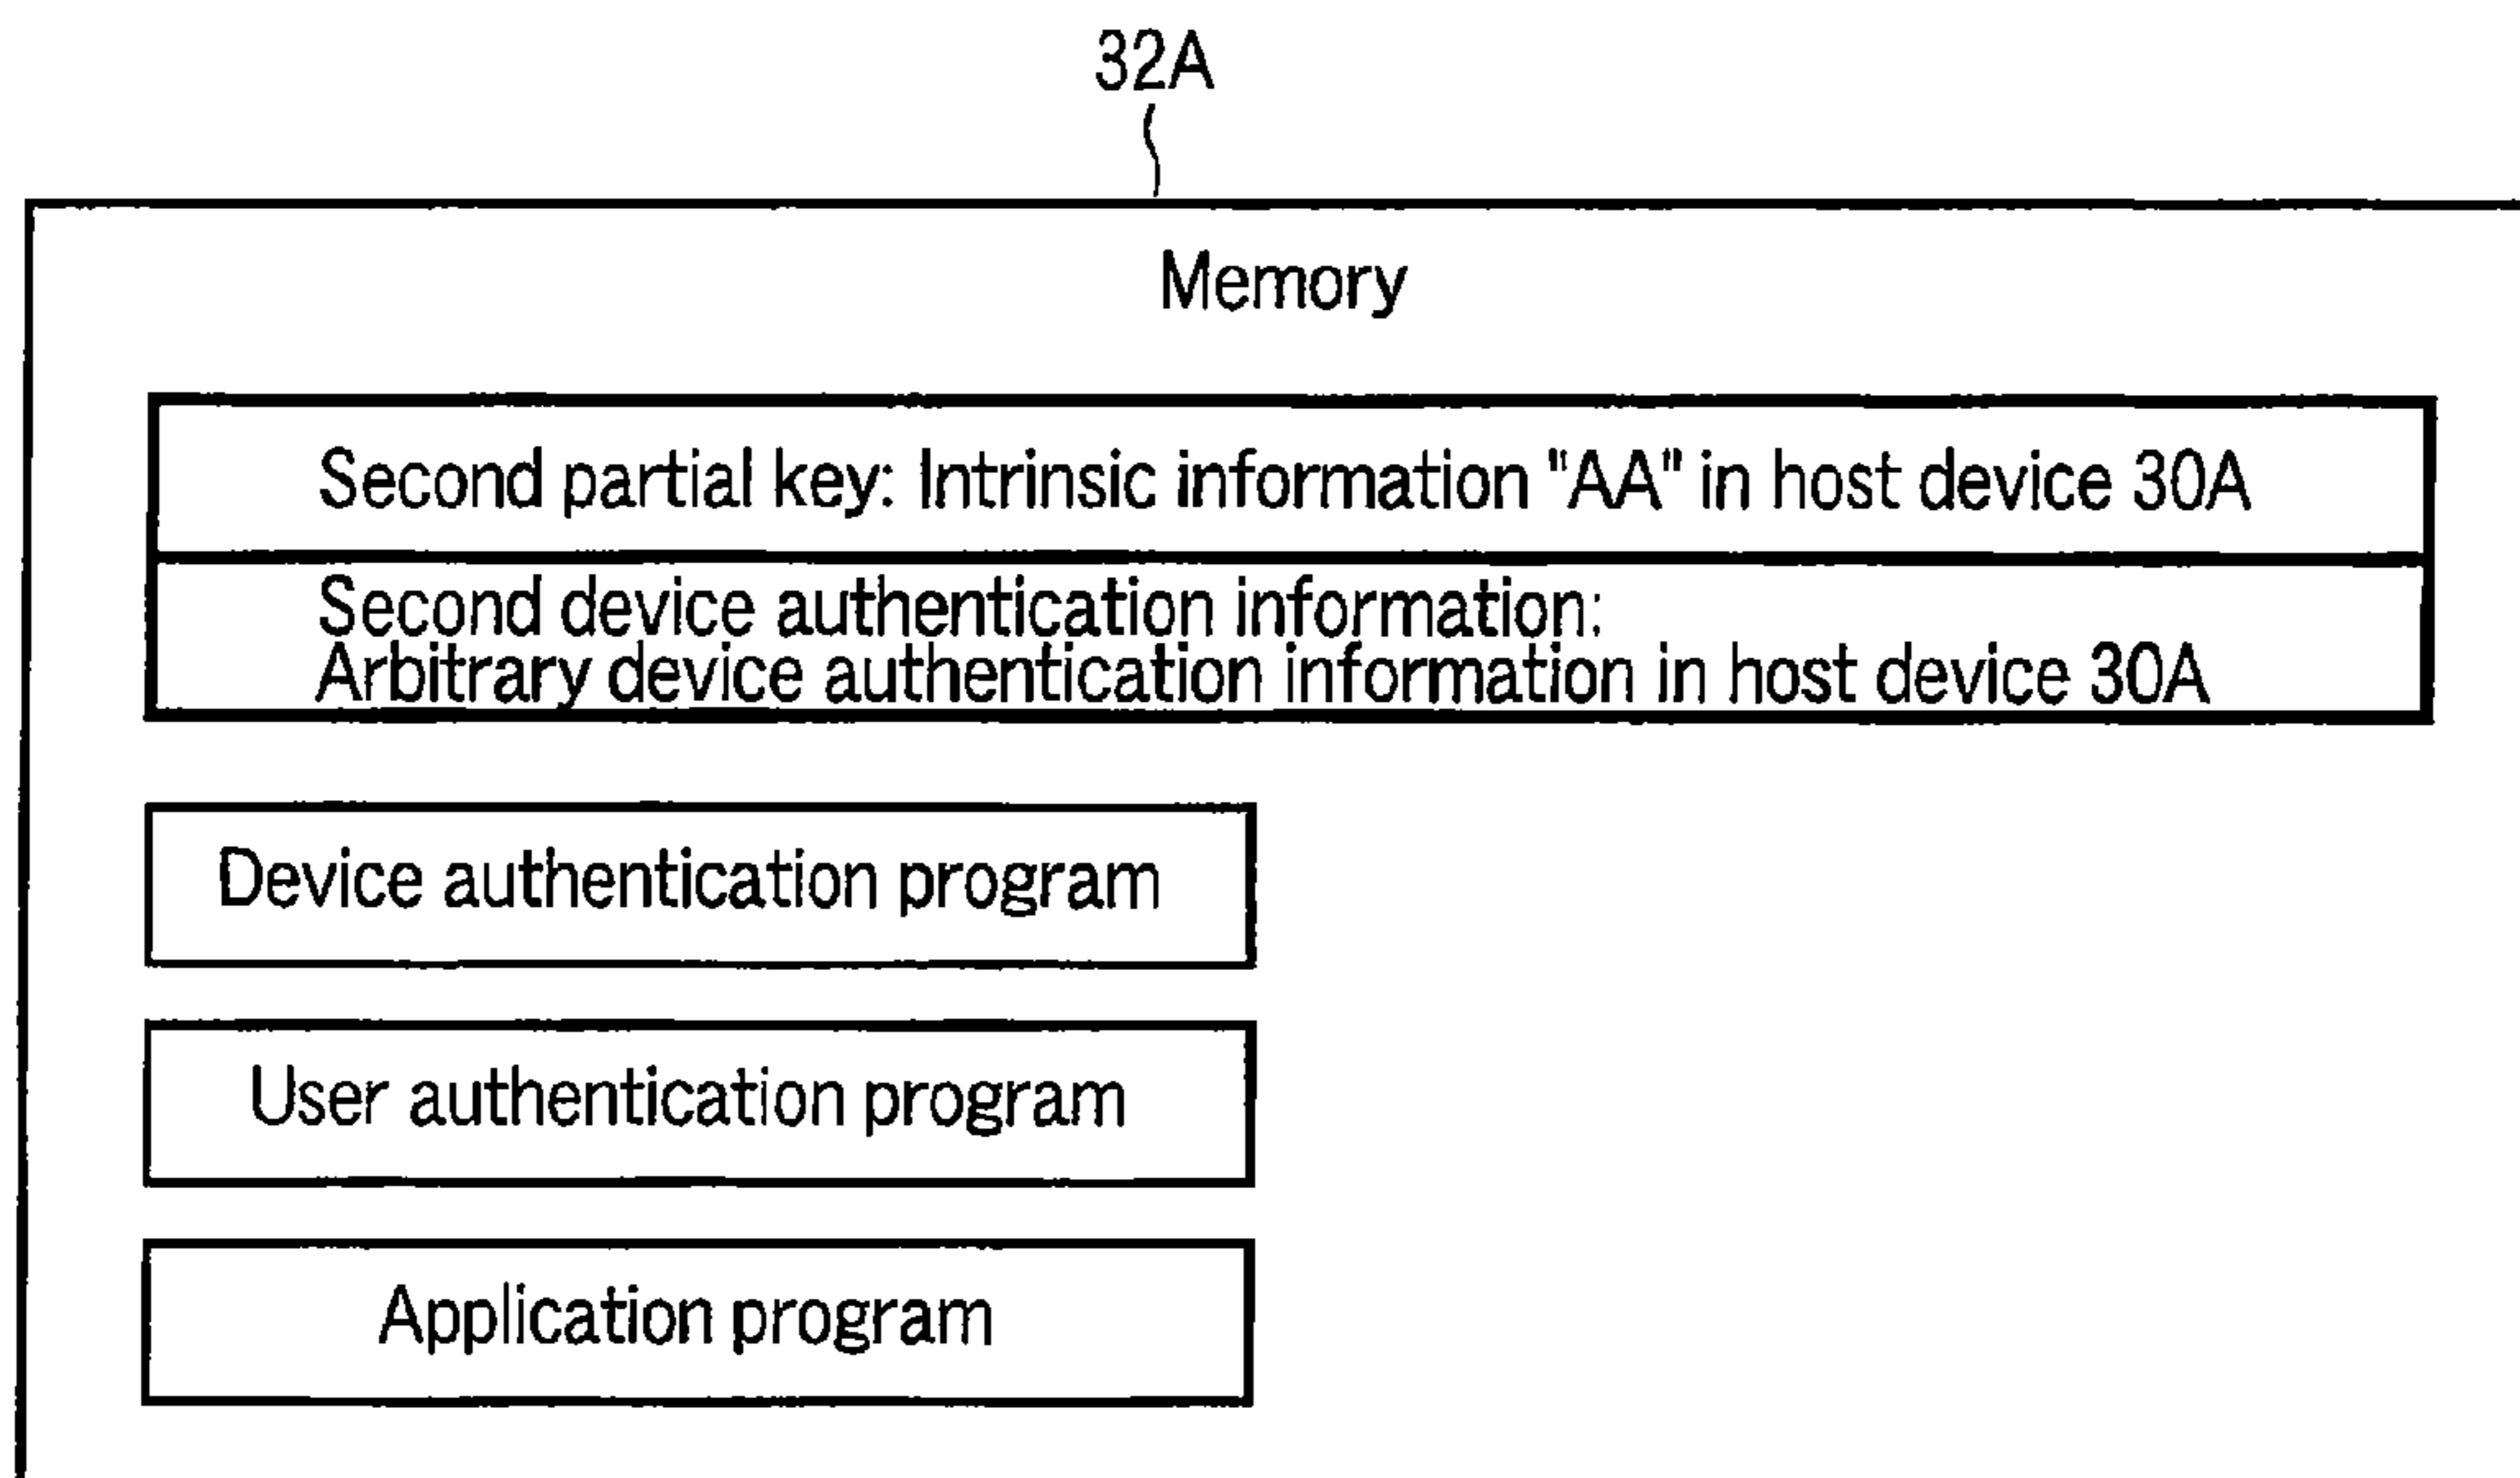 32A
Memory
Second partial key: Intrinsic information "AA" in host device 30A
Second device authentication information:
Arbitrary device authentication information in host device 30A
Device authentication program
User authentication program
Application program